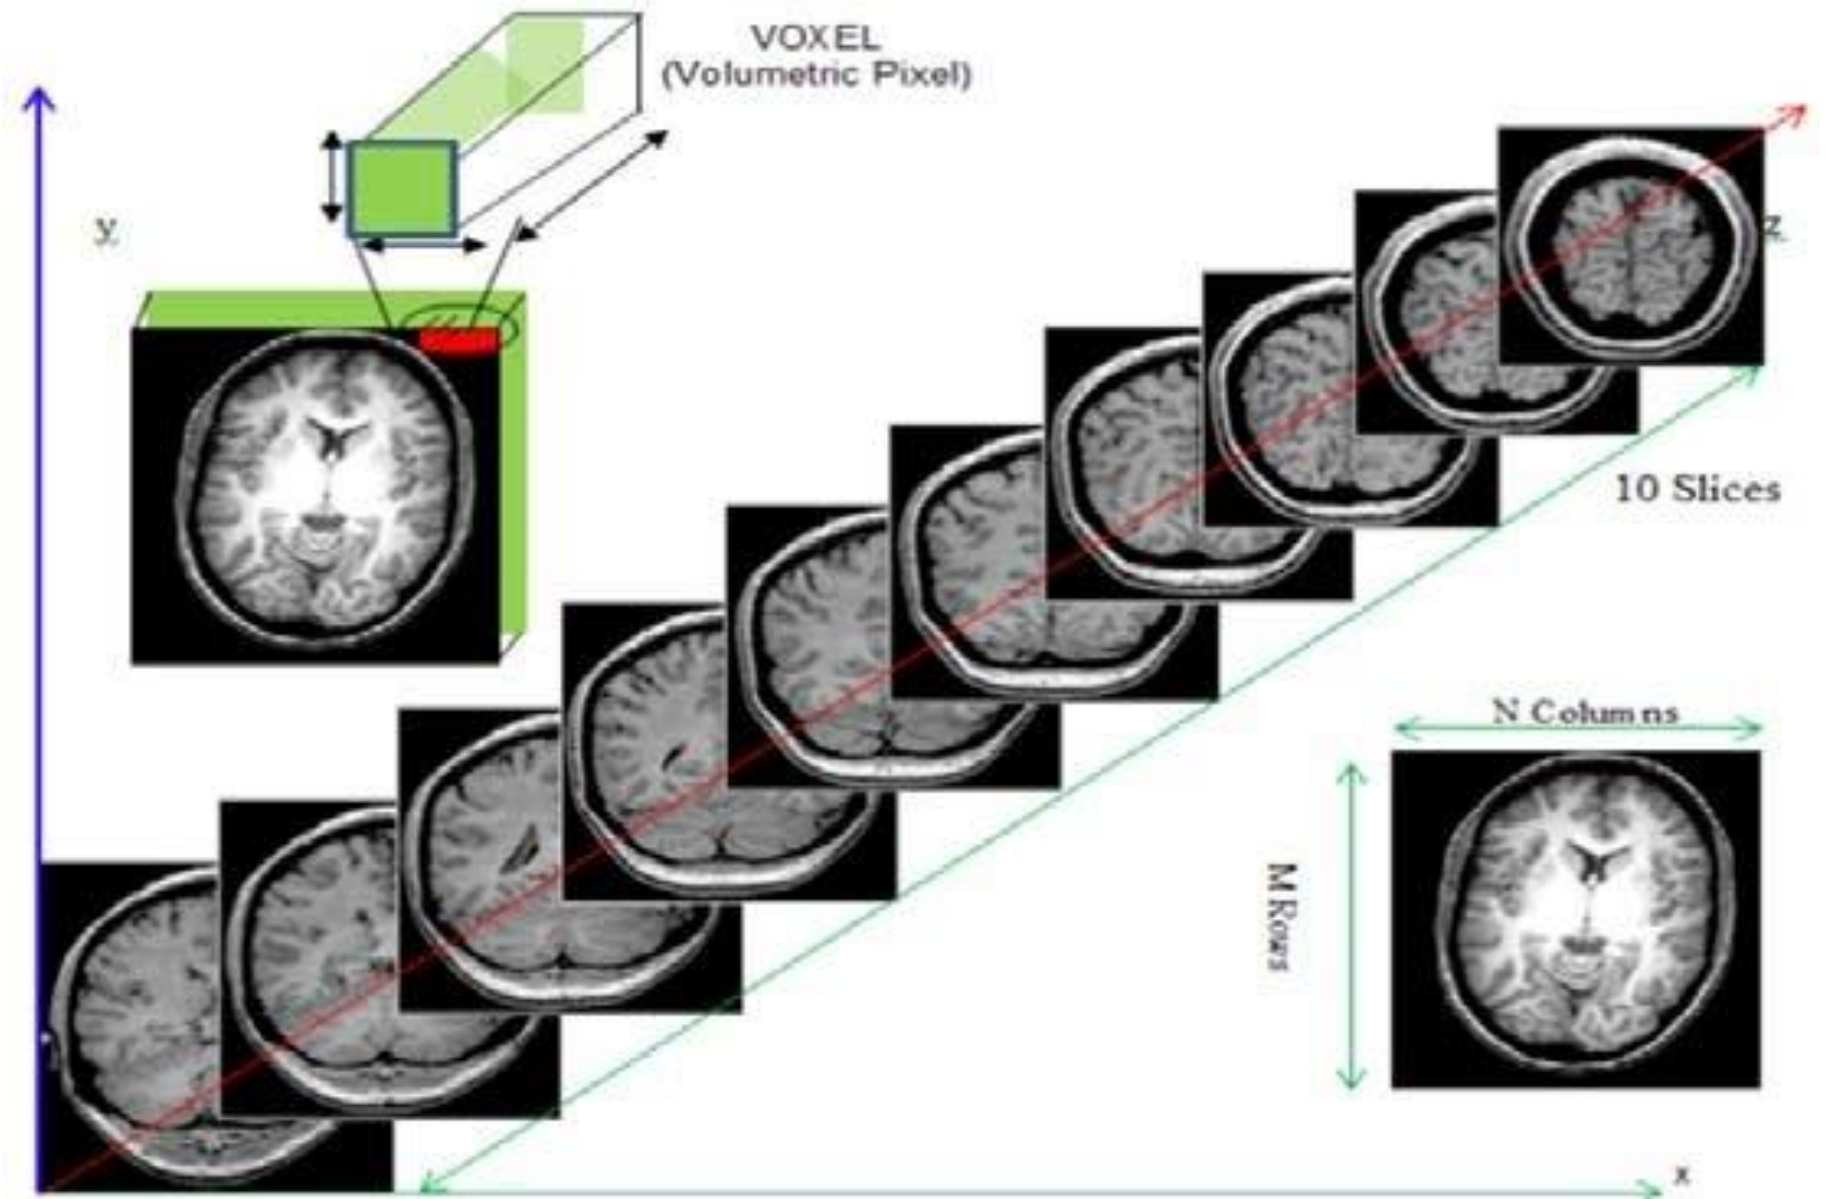 VOXEL
(Volumetric Pixel)
y
z
10 Slices
N Columns
M Rows
x